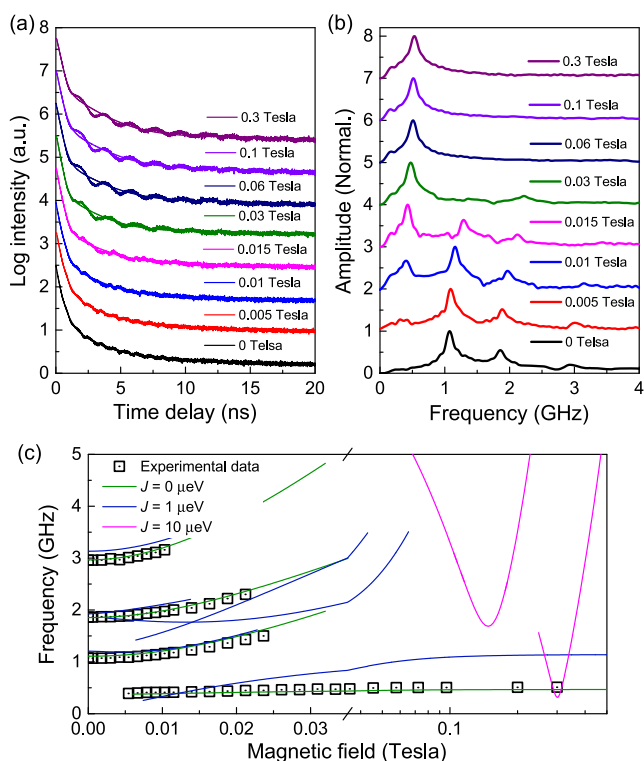 (a)
8
7
6
5
4
3
2
1
0
Log intensity (a.u.)
0.3 Tesla
0.1 Tesla
0.06 Tesla
0.03 Tesla
0.015 Tesla
0.01 Tesla
0.005 Tesla
0 Telsa
0 5 10 15 20
Time delay (ns)
(b)
8
7
6
5
4
3
2
1
0
Amplitude (Normal.)
0.3 Tesla
0.1 Tesla
0.06 Tesla
0.03 Tesla
0.015 Tesla
0.01 Tesla
0.005 Tesla
0 Tesla
0 1 2 3 4
Frequency (GHz)
(c)
5
4
3
2
1
0
Frequency (GHz)
Experimental data
J = 0 μeV
J = 1 μeV
J = 10 μeV
0.00 0.01 0.02 0.03 0.1
Magnetic field (Tesla)